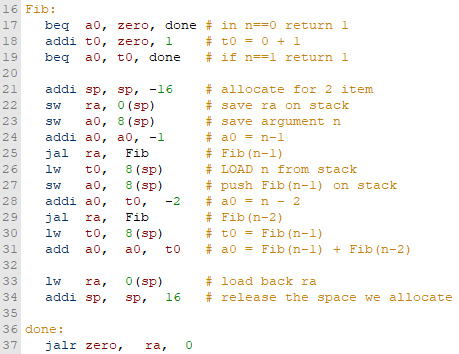 16 Fib:
17 beq a0, zero, done # in n==0 return 1
18 addi t0, zero, 1 # t0 = 0 + 1
19 beq a0, t0, done # if n==1 return 1
20
21 addi sp, sp, -16 # allocate for 2 item
22 sw ra, 0(sp) # save ra on stack
23 sw a0, 8(sp) # save argument n
24 addi a0, a0, -1 # a0 = n-1
25 jal ra, Fib # Fib(n-1)
26 lw t0, 8(sp) # LOAD n from stack
27 sw a0, 8(sp) # push Fib(n-1) on stack
28 addi a0, t0, -2 # a0 = n - 2
29 jal ra, Fib # Fib(n-2)
30 lw t0, 8(sp) # t0 = Fib(n-1)
31 add a0, a0, t0 # a0 = Fib(n-1) + Fib(n-2)
32
33 lw ra, 0(sp) # load back ra
34 addi sp, sp, 16 # release the space we allocate
35
36 done:
37 jalr zero, ra, 0